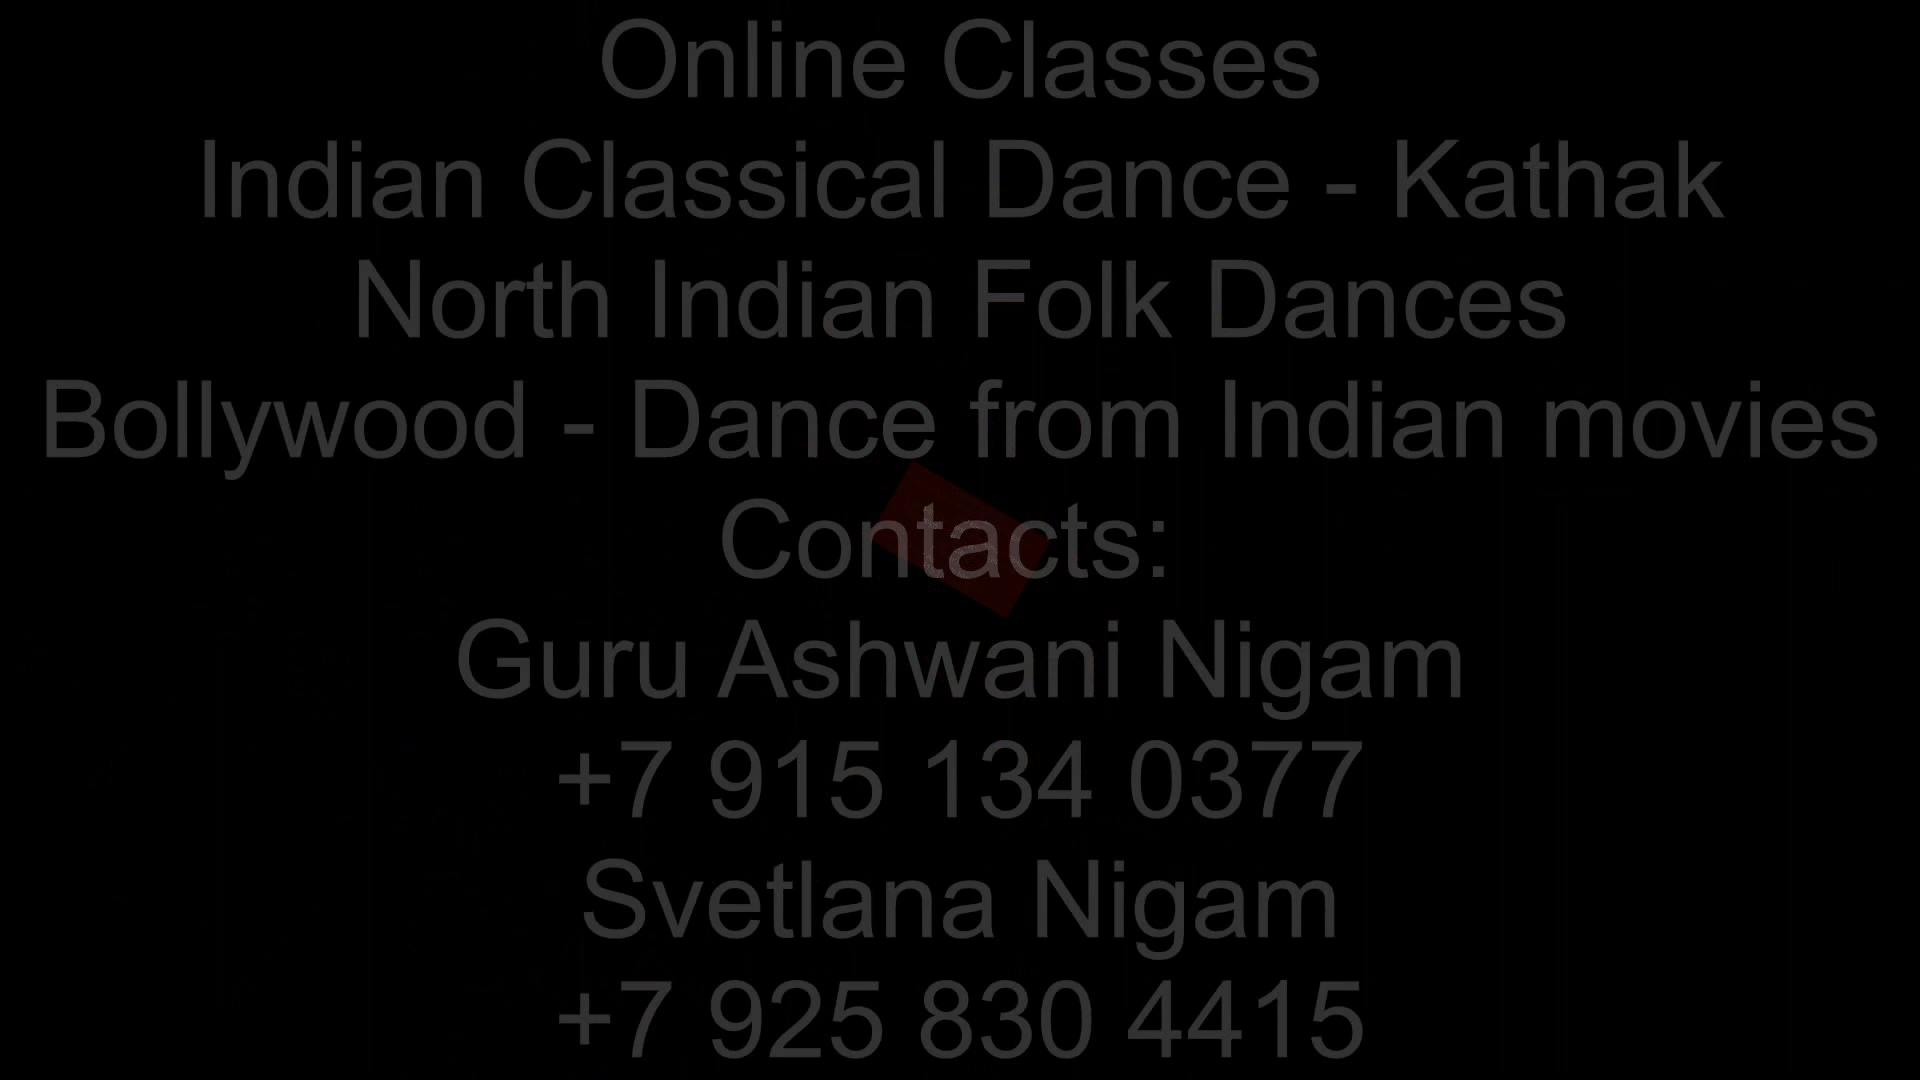 Online Classes
Indian Classical Dance - Kathak
North Indian Folk Dances
Bollywood - Dance from Indian movies
Contacts:
Guru Ashwani Nigam
+7 915 134 0377
Svetlana Nigam
+7 925 830 4415